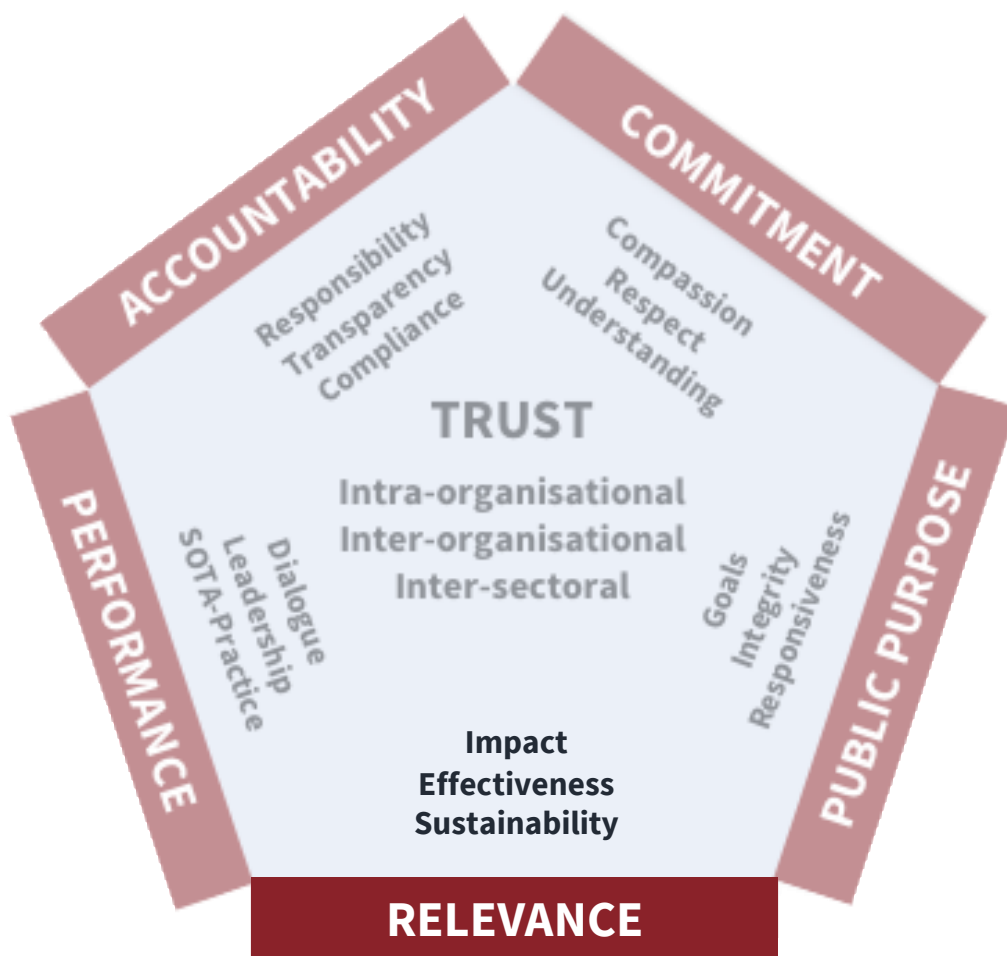 ACCOUNTABILITY
COMMITMENT
Responsibility
Transparency
Compliance
Compassion
Respect
Understanding
TRUST
Intra-organisational
Inter-organisational
Inter-sectoral
PERFORMANCE
SOTA-Practice
Leadership
Dialogue
Goals
Integrity
Responsiveness
PUBLIC PURPOSE
Impact
Effectiveness
Sustainability
RELEVANCE